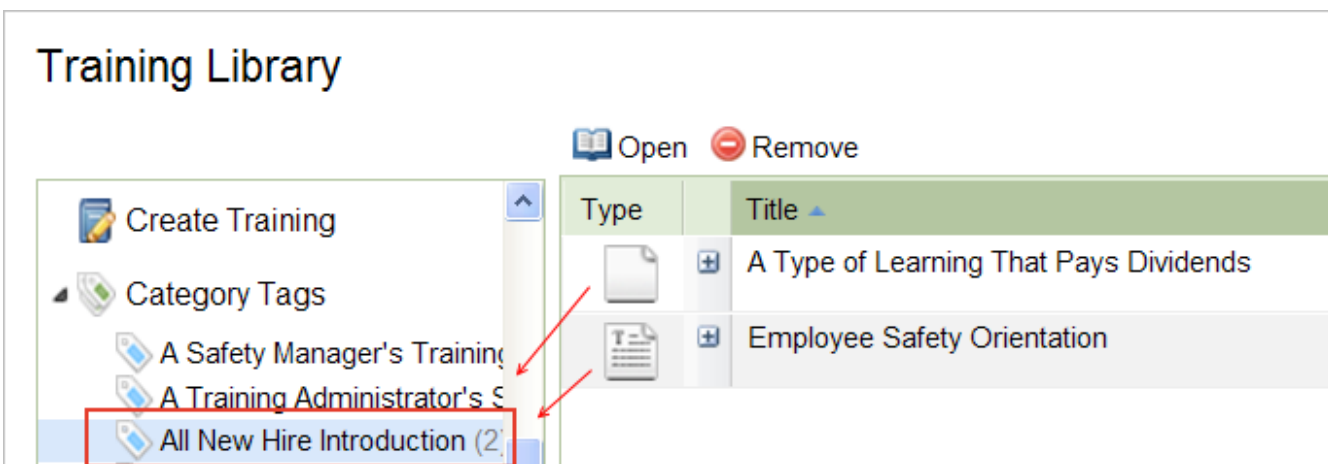 Training Library
Open Remove
Create Training
Category Tags
A Safety Manager's Training
A Training Administrator's S
All New Hire Introduction (2)
Type Title
A Type of Learning That Pays Dividends
Employee Safety Orientation